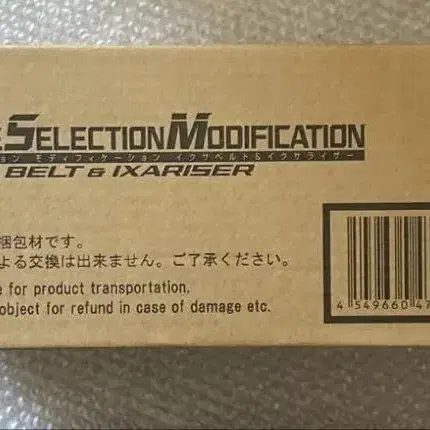 E SELECTION MODIFICATION
ョン モディフィケーション イクサベルト&イクサライザー
BELT & IXARISER
梱包材です。
よる交換は出来ません。ご了承ください。
e for product transportation.
object for refund in case of damage etc.
4 549660 47